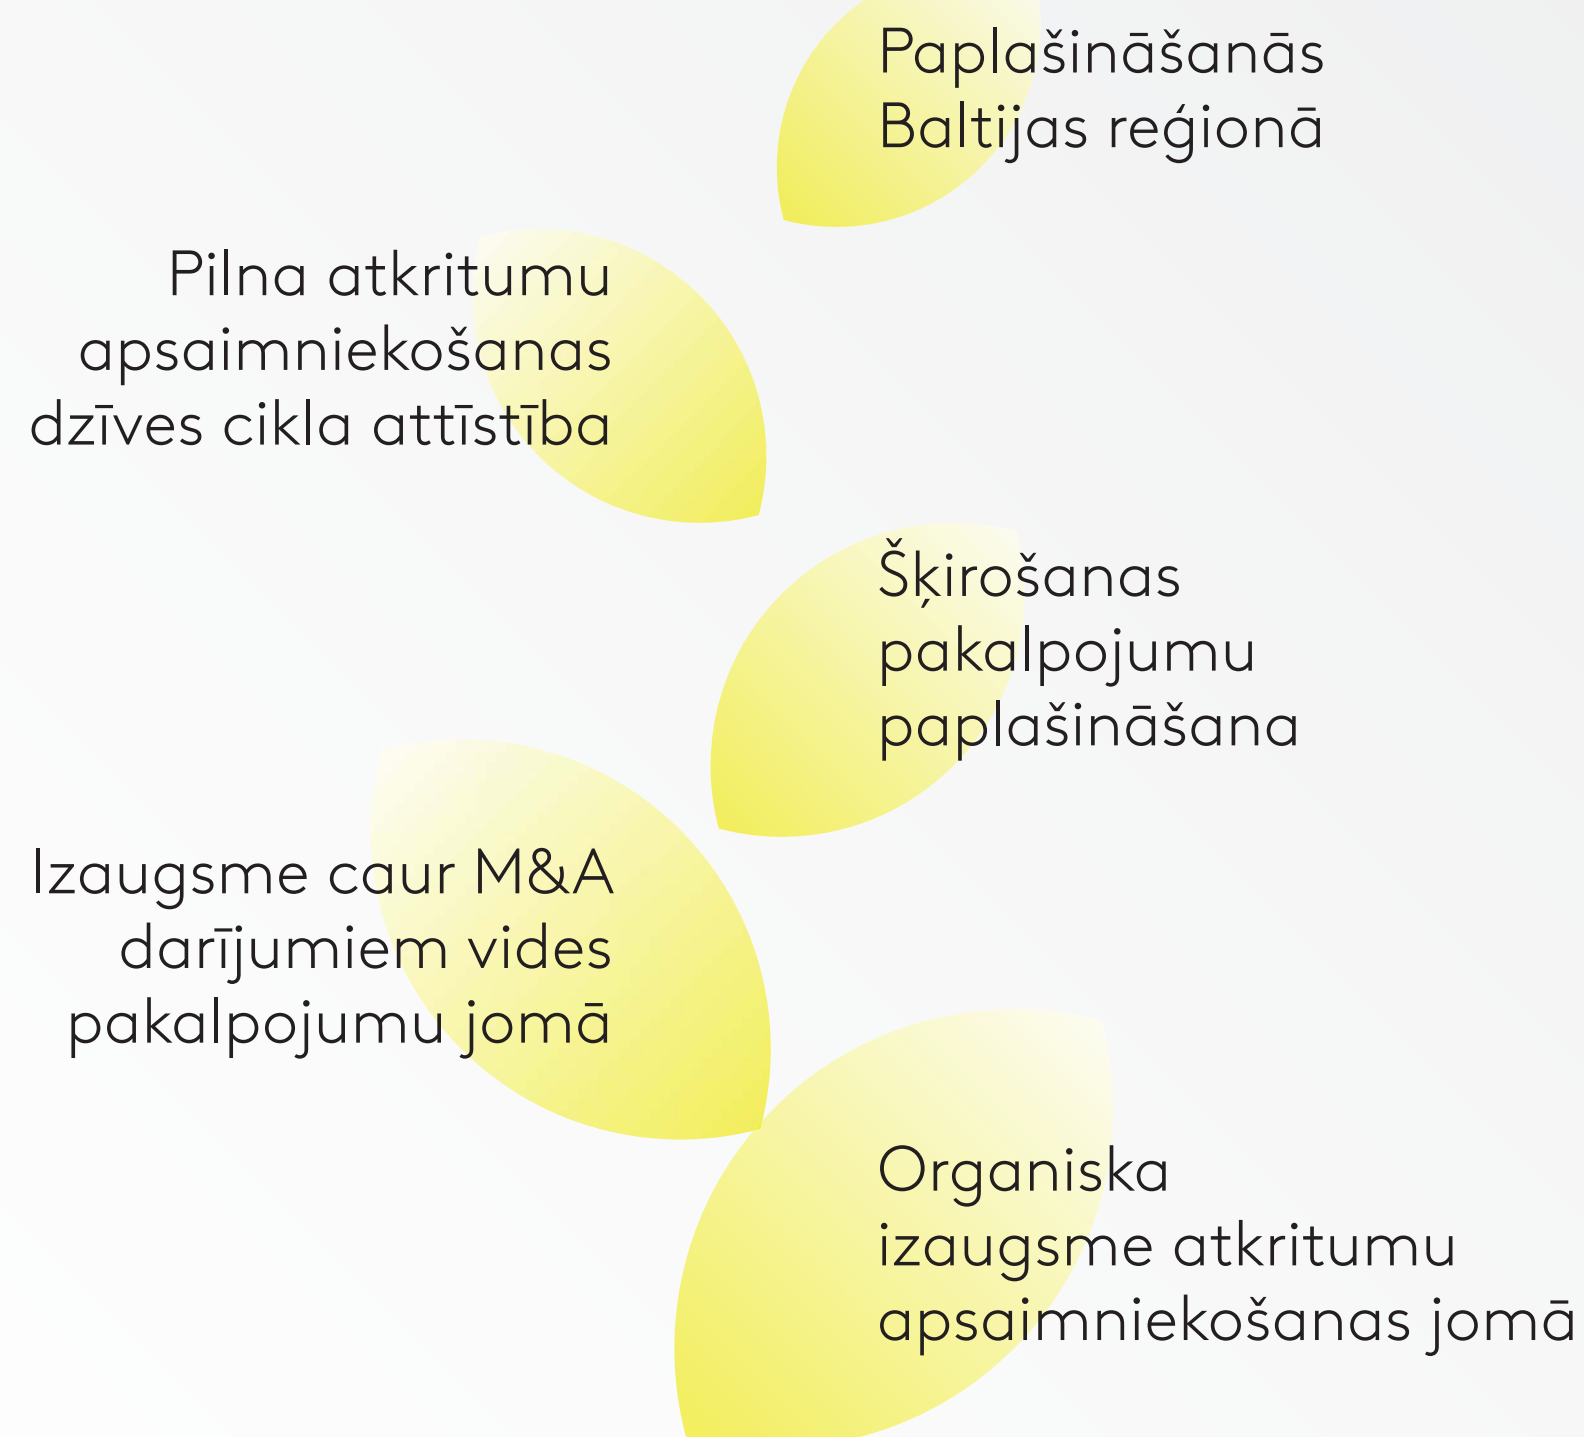 Paplašināšanās
Baltijas reģionā
Pilna atkritumu
apsaimniekošanas
dzīves cikla attīstība
Šķirošanas
pakalpojumu
paplašināšana
Izaugsme caur M&A
darījumiem vides
pakalpojumu jomā
Organiska
izaugsme atkritumu
apsaimniekošanas jomā